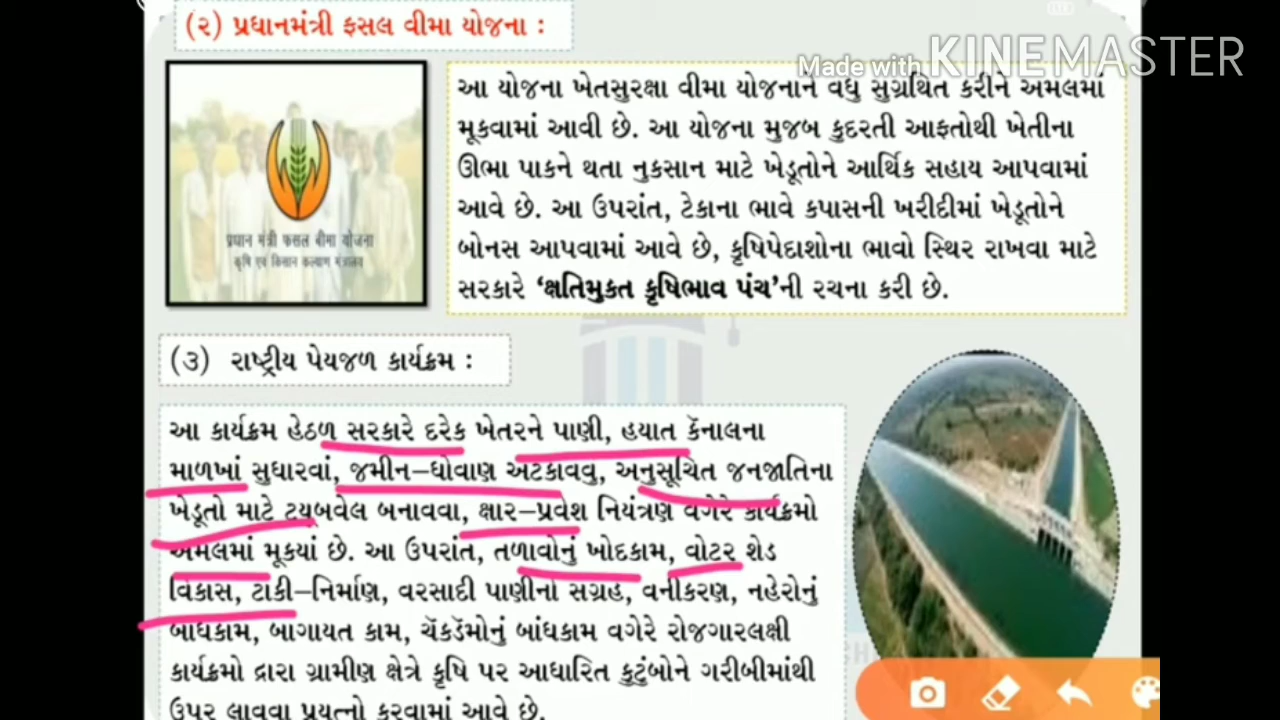 (૨) પ્રધાનમંત્રી ફસલ વીમા યોજના :
Made with KINEMASTER
આ યોજના ખેતસુરક્ષા વીમા યોજનાને વધુ સુગ્રથિત કરીને અમલમાં
મૂકવામાં આવી છે. આ યોજના મુજબ કુદરતી આફતોથી ખેતીના
ઊભા પાકને થતા નુકસાન માટે ખેડૂતોને આર્થિક સહાય આપવામાં
આવે છે. આ ઉપરાંત, ટેકાના ભાવે કપાસની ખરીદીમાં ખેડૂતોને
બોનસ આપવામાં આવે છે, કૃષિપેદાશોના ભાવો સ્થિર રાખવા માટે
સરકારે ‘ક્ષતિમુક્ત કૃષિભાવ પંચ’ની રચના કરી છે.
प्रधान मंत्री फसल बीमा योजना
कृषि एवं किसान कल्याण मंत्रालय
(૩) રાષ્ટ્રીય પેયજળ કાર્યક્રમ :
આ કાર્યક્રમ હેઠળ સરકારે દરેક ખેતરને પાણી, હયાત કૅનાલના
માળખાં સુધારવાં, જમીન–ધોવાણ અટકાવવુ, અનુસૂચિત જનજાતિના
ખેડૂતો માટે ટ્યુબવેલ બનાવવા, ક્ષાર–પ્રવેશ નિયંત્રણ વગેરે કાર્યક્રમો
અમલમાં મૂકયાં છે. આ ઉપરાંત, તળાવોનું ખોદકામ, વોટર શેડ
વિકાસ, ટાંકી–નિર્માણ, વરસાદી પાણીનો સંગ્રહ, વનીકરણ, નહેરોનું
બાંધકામ, બાગાયત કામ, ચૅકડૅમોનું બાંધકામ વગેરે રોજગારલક્ષી
કાર્યક્રમો દ્રારા ગ્રામીણ ક્ષેત્રે કૃષિ પર આધારિત કુટુંબોને ગરીબીમાંથી
ઉપર લાવવા પ્રયત્નો કરવામાં આવે છે.